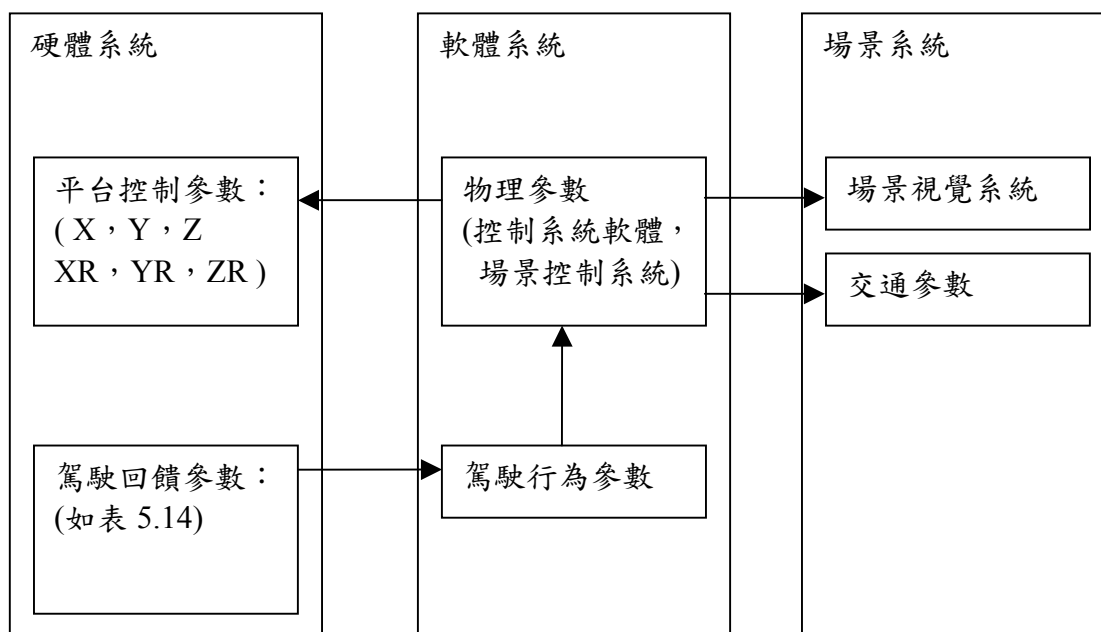 硬體系統
平台控制參數：
( X，Y，Z
XR，YR，ZR )
駕駛回饋參數：
(如表 5.14)
軟體系統
物理參數
(控制系統軟體，
場景控制系統)
駕駛行為參數
場景系統
場景視覺系統
交通參數